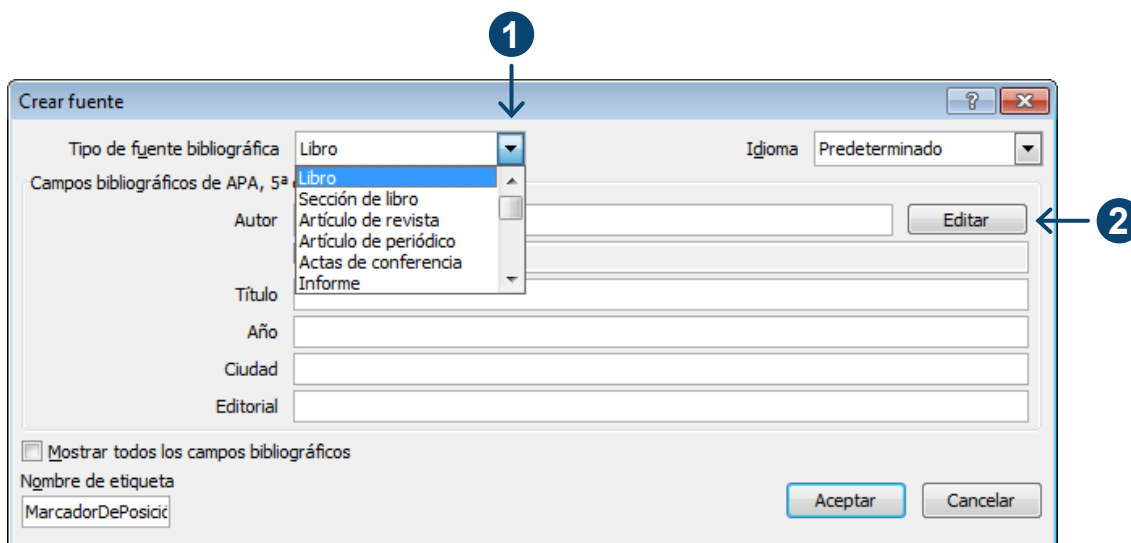 1
Crear fuente
Tipo de fuente bibliográfica Libro Idioma Predeterminado
Libro
Campos bibliográficos de APA, 5ª
Sección de libro
Autor Artículo de revista Editar 2
Artículo de periódico
Actas de conferencia
Informe
Título
Año
Ciudad
Editorial
Mostrar todos los campos bibliográficos
Nombre de etiqueta
MarcadorDePosició
Aceptar Cancelar